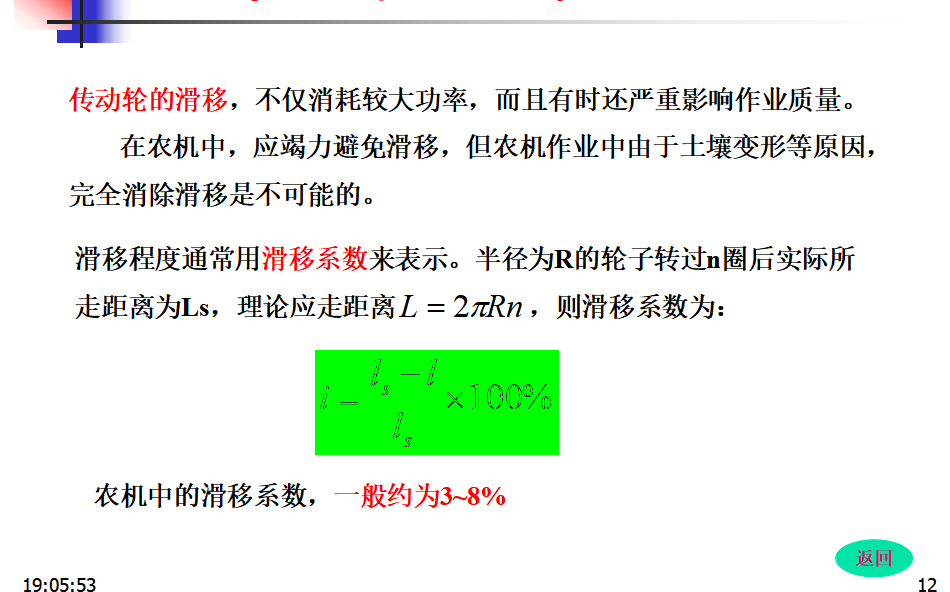 传动轮的滑移，不仅消耗较大功率，而且有时还严重影响作业质量。
在农机中，应竭力避免滑移，但农机作业中由于土壤变形等原因，
完全消除滑移是不可能的。
滑移程度通常用滑移系数来表示。半径为R的轮子转过n圈后实际所
走距离为Ls，理论应走距离L = 2πRn，则滑移系数为：
i = (l_s − l) / l_s ×100%
农机中的滑移系数，一般约为3~8%
返回
19:05:53
12